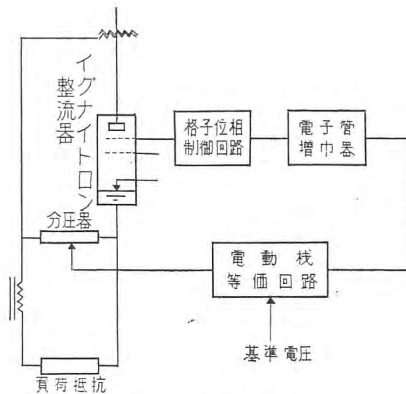 イグナイトロン
整流器
格子位相
制御回路
電子管
増巾器
分圧器
電動桟
等価回路
基準電圧
負荷抵抗